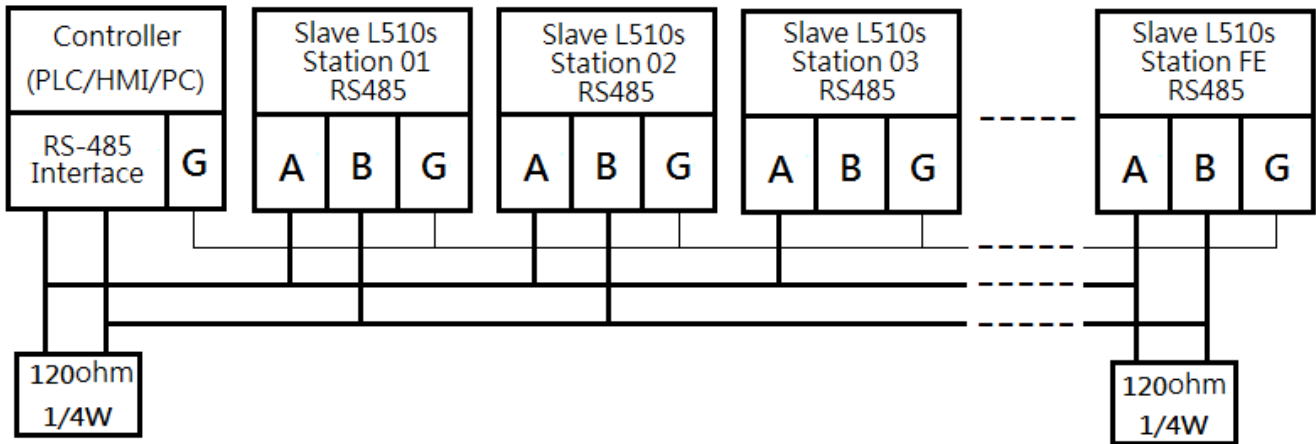 Controller
(PLC/HMI/PC)
RS-485
Interface
G
Slave L510s
Station 01
RS485
A B G
Slave L510s
Station 02
RS485
A B G
Slave L510s
Station 03
RS485
A B G
Slave L510s
Station FE
RS485
A B G
120ohm
1/4W
120ohm
1/4W